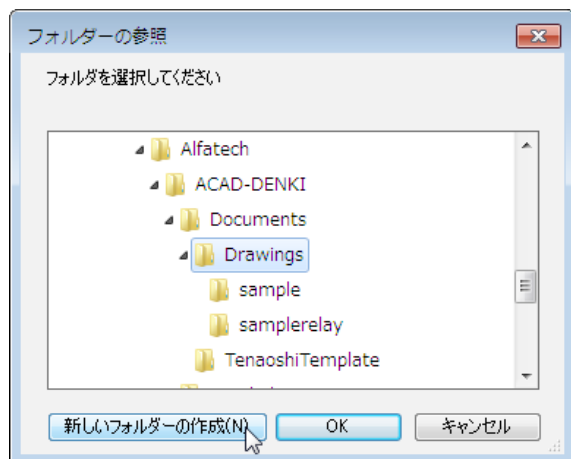 フォルダーの参照
フォルダを選択してください
Alfatech
ACAD-DENKI
Documents
Drawings
sample
samplerelay
TenaoshiTemplate
新しいフォルダーの作成(N) OK キャンセル